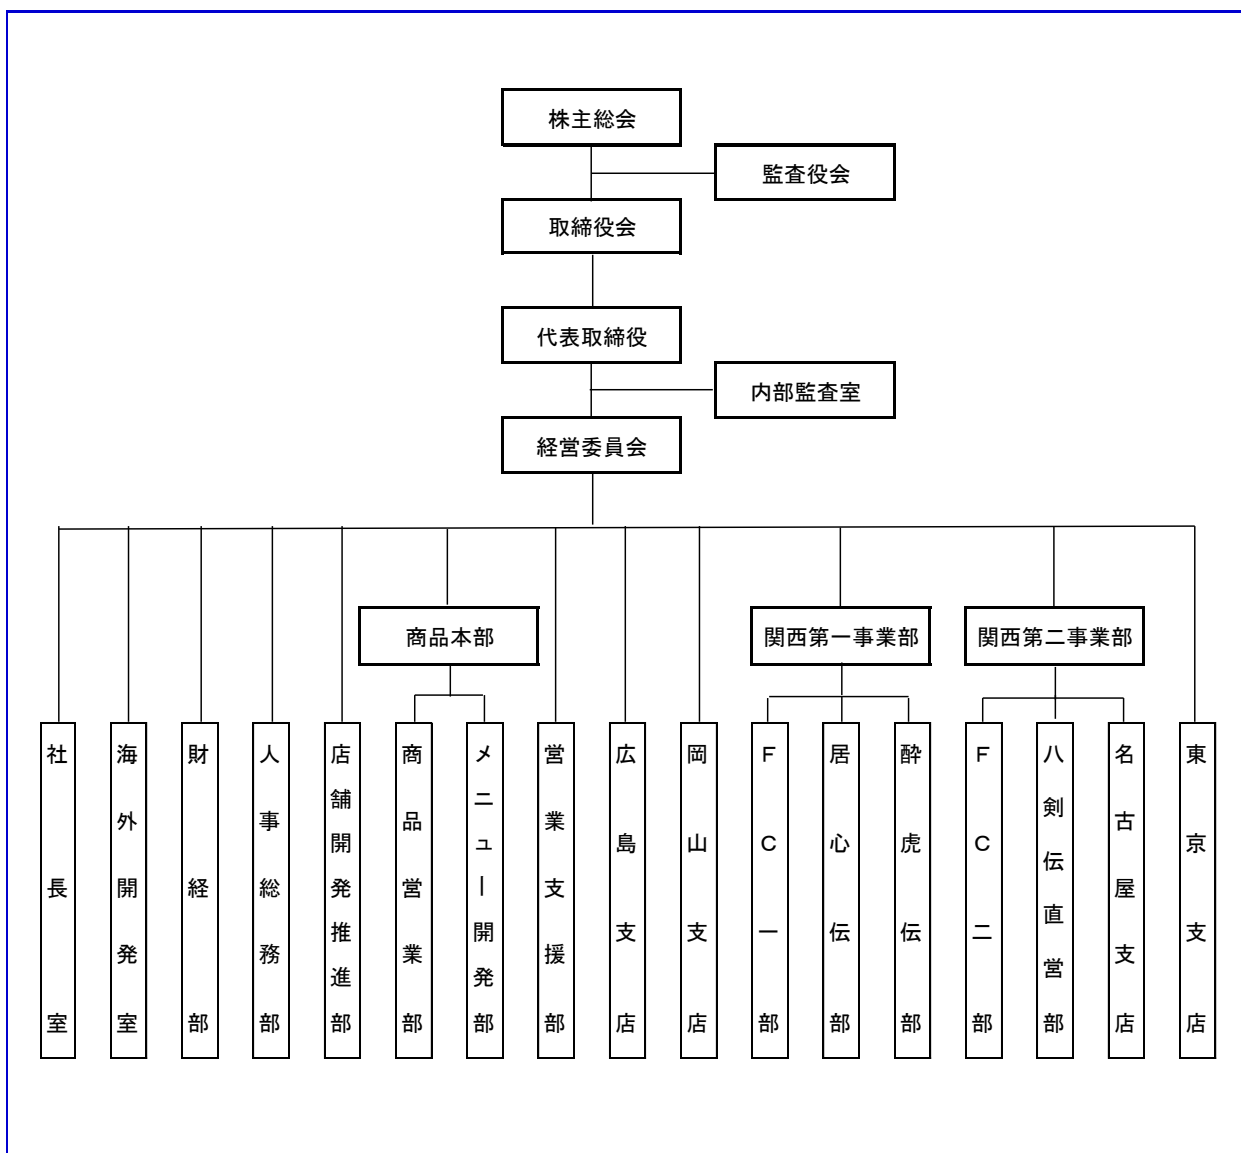 株主総会
監査役会
取締役会
代表取締役
内部監査室
経営委員会
商品本部
関西第一事業部
関西第二事業部
社長室
海外開発室
財経部
人事総務部
店舗開発推進部
商品営業部
メニュー開発部
営業支援部
広島支店
岡山支店
ＦＣ一部
居心伝部
酔虎伝部
ＦＣ二部
八剣伝直営部
名古屋支店
東京支店